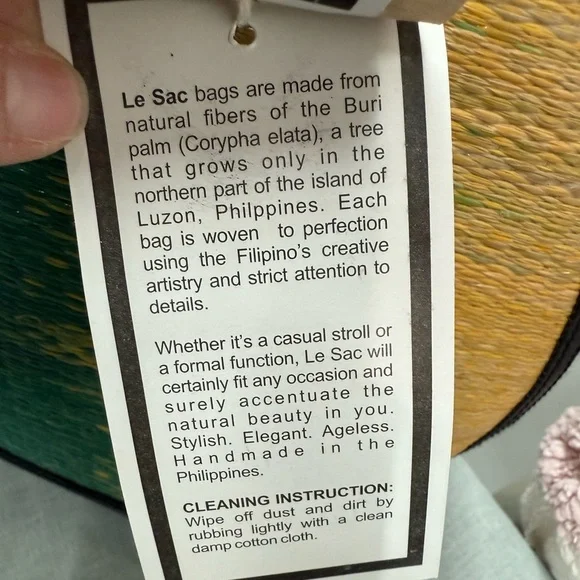 Le Sac bags are made from
natural fibers of the Buri
palm (Corypha elata), a tree
that grows only in the
northern part of the island of
Luzon, Philppines. Each
bag is woven to perfection
using the Filipino's creative
artistry and strict attention to
details.
Whether it's a casual stroll or
a formal function, Le Sac will
certainly fit any occasion and
surely accentuate the
natural beauty in you.
Stylish. Elegant. Ageless.
Handmade in the
Philippines.
CLEANING INSTRUCTION:
Wipe off dust and dirt by
rubbing lightly with a clean
damp cotton cloth.